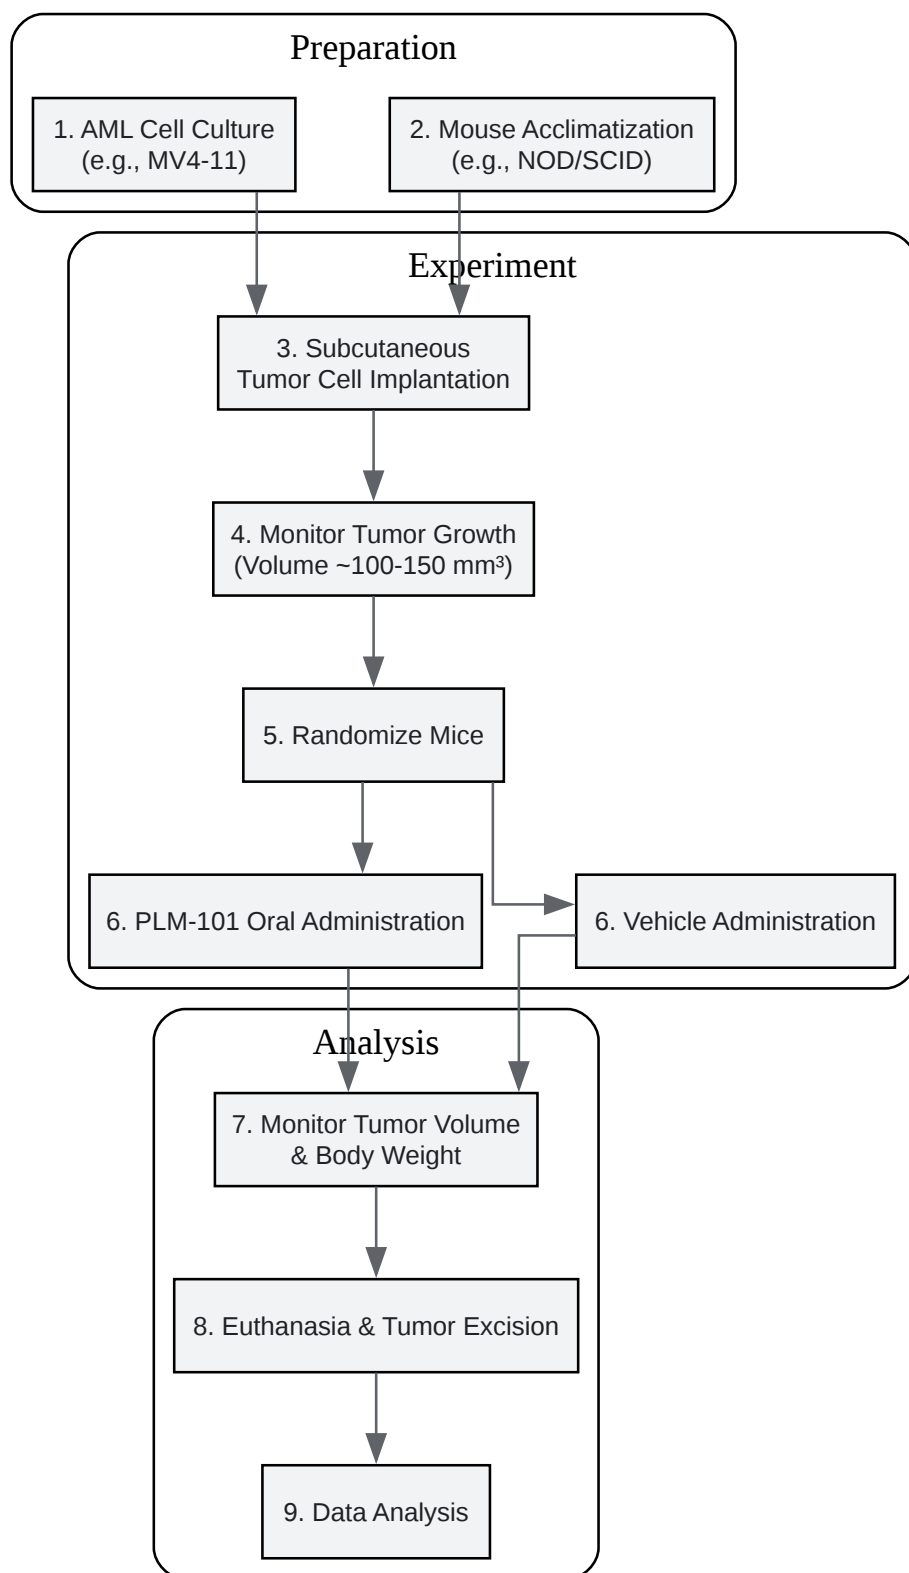 Preparation
1. AML Cell Culture
(e.g., MV4-11)
2. Mouse Acclimatization
(e.g., NOD/SCID)
Experiment
3. Subcutaneous
Tumor Cell Implantation
4. Monitor Tumor Growth
(Volume ~100-150 mm³)
5. Randomize Mice
6. PLM-101 Oral Administration
6. Vehicle Administration
Analysis
7. Monitor Tumor Volume
& Body Weight
8. Euthanasia & Tumor Excision
9. Data Analysis